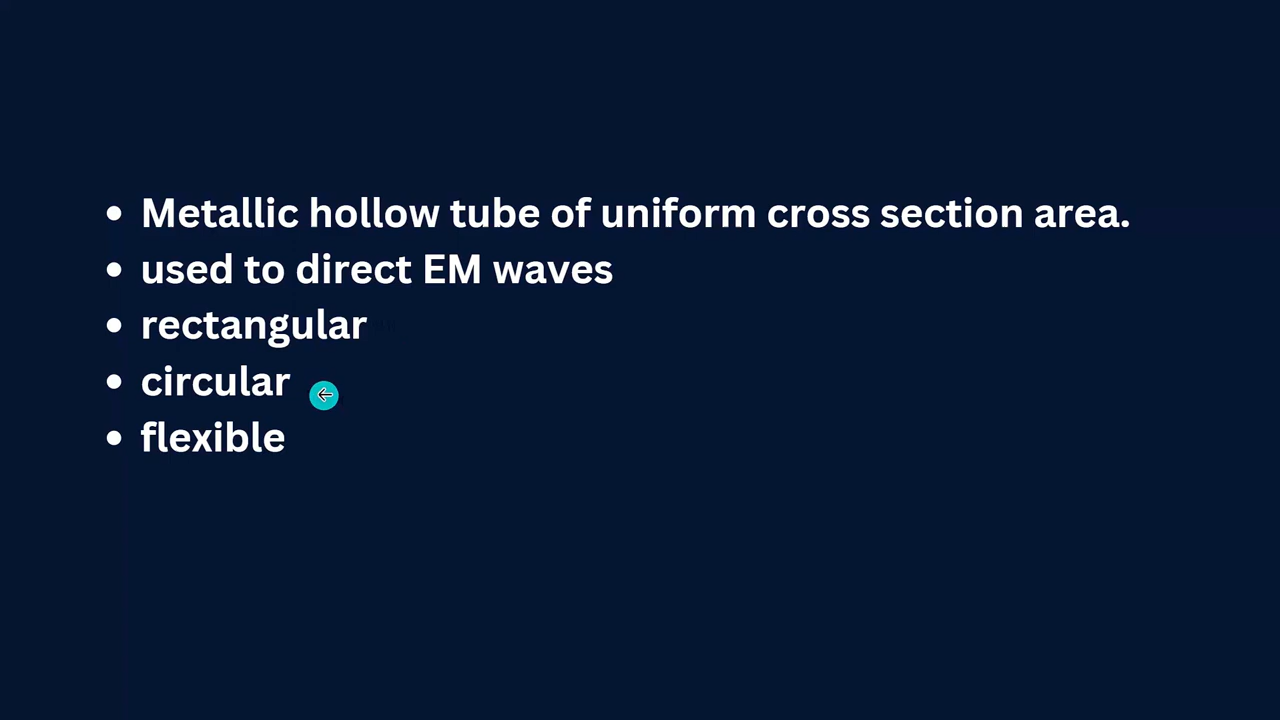 • Metallic hollow tube of uniform cross section area.
• used to direct EM waves
• rectangular
• circular
• flexible